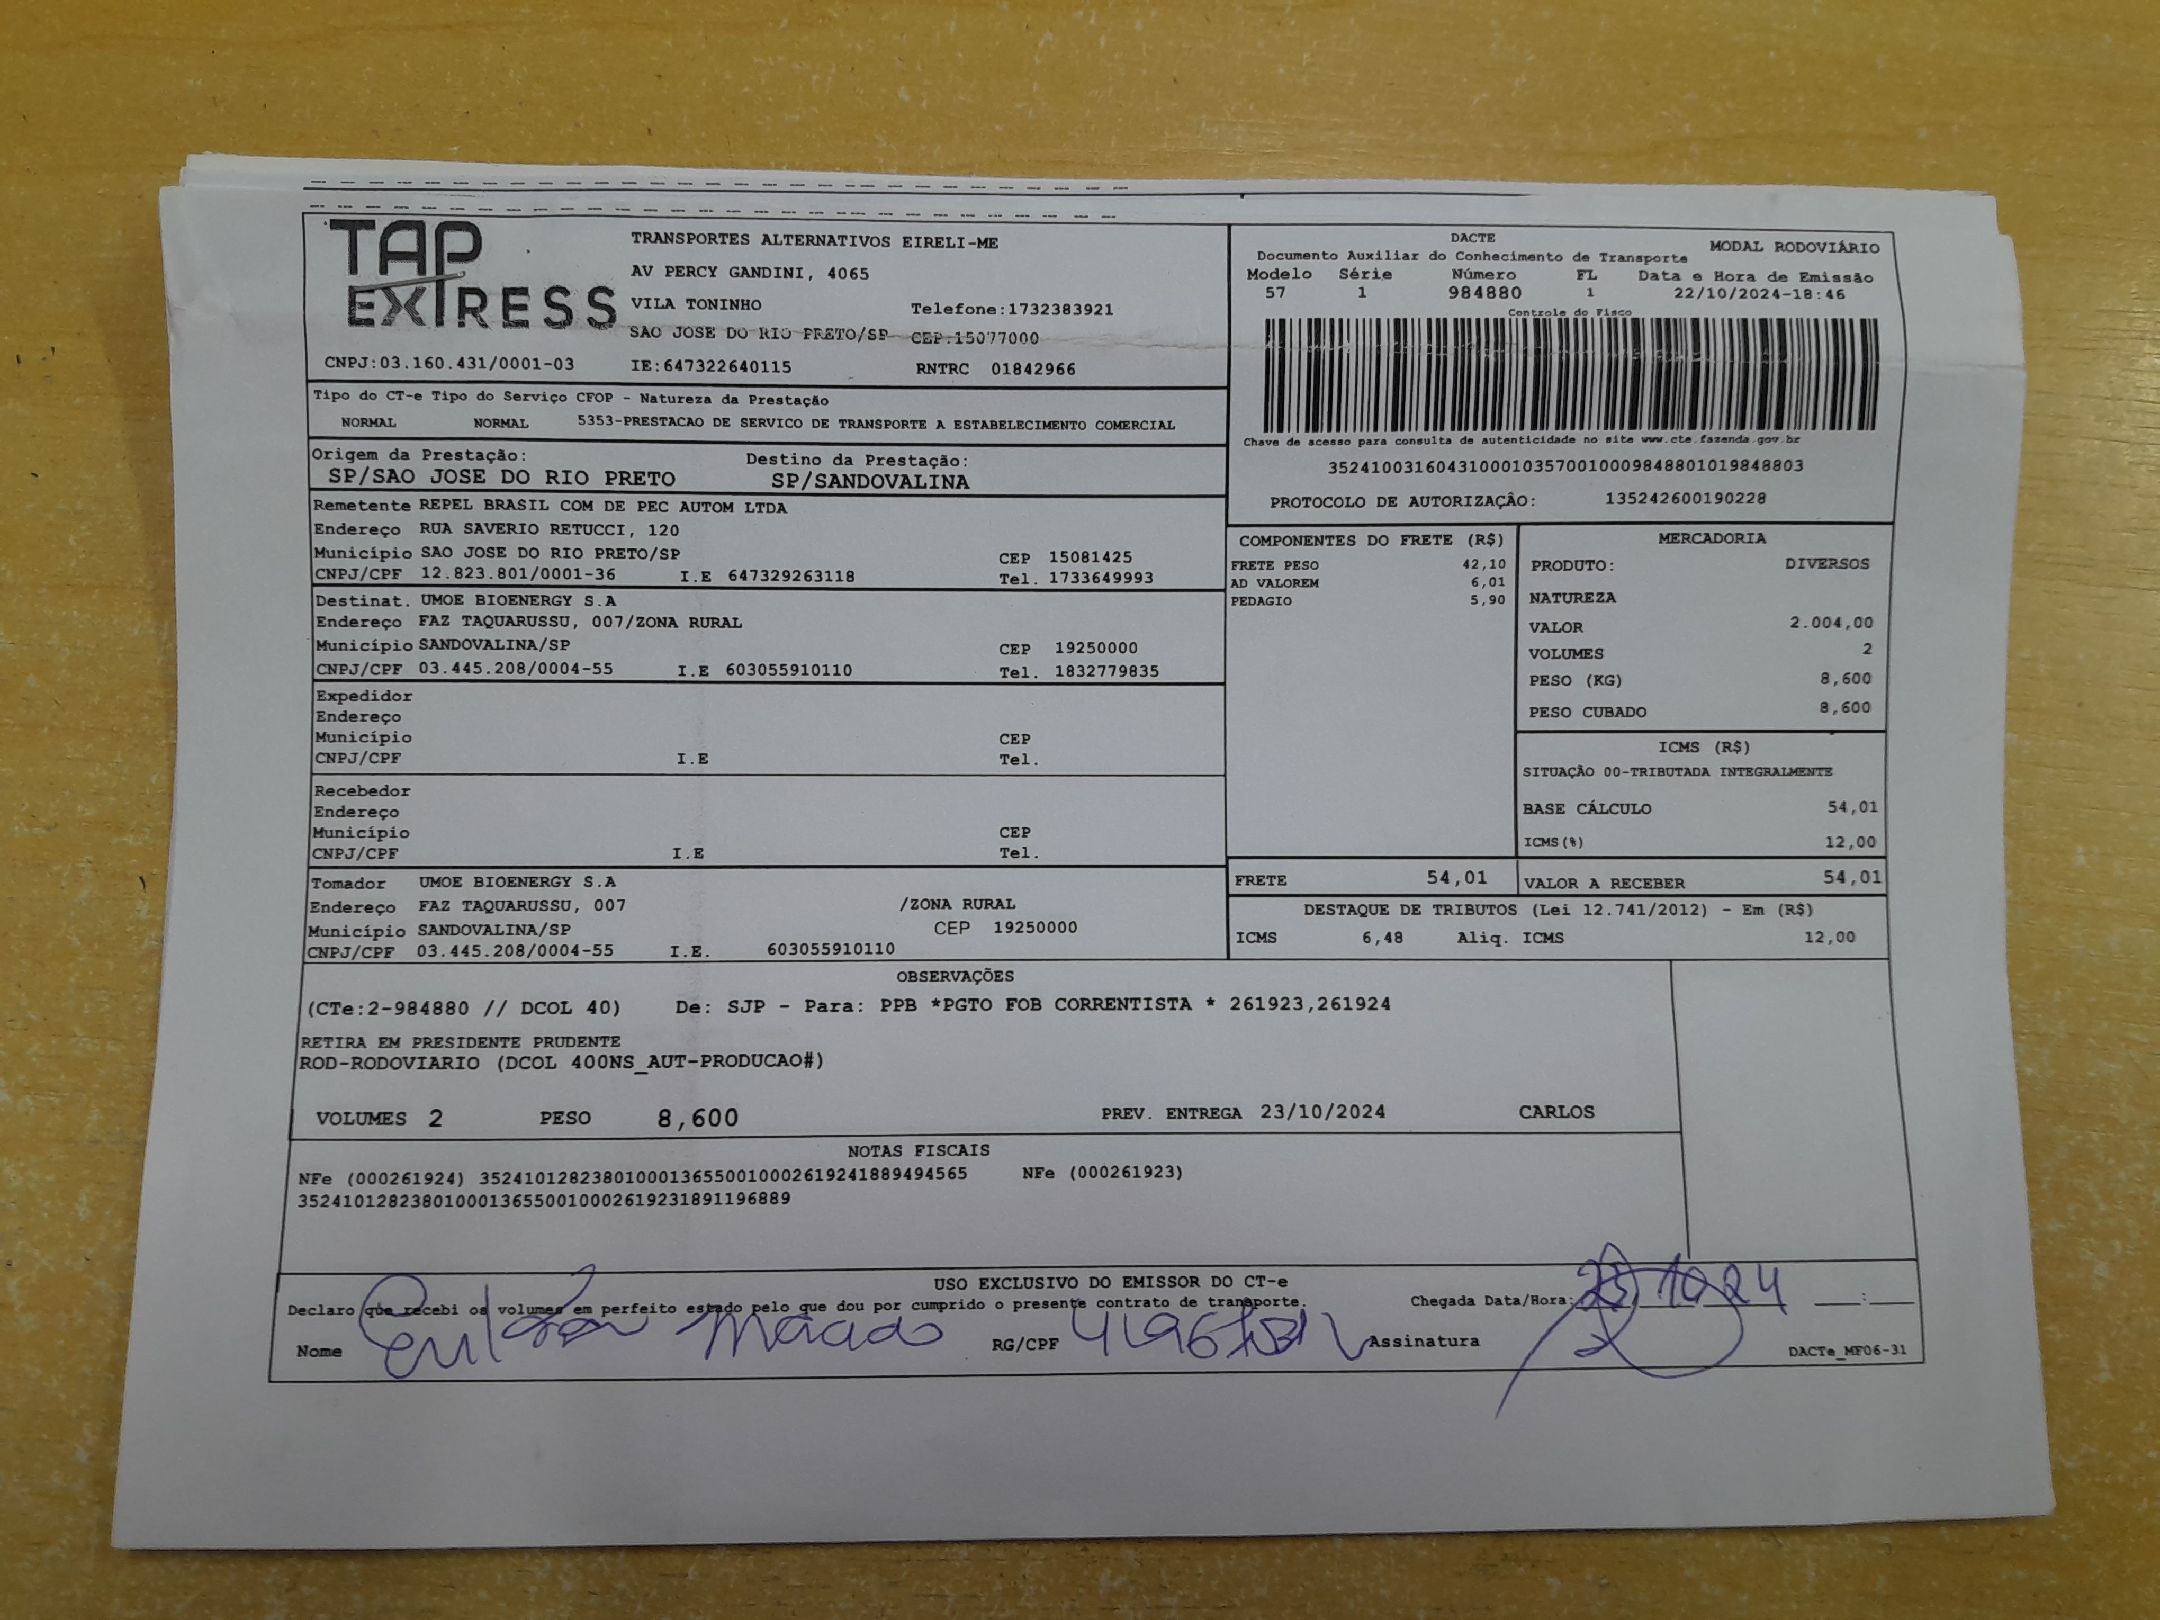 TAP
EXPRESS
TRANSPORTES ALTERNATIVOS EIRELI-ME
AV PERCY GANDINI, 4065
VILA TONINHO Telefone:1732383921
SAO JOSE DO RIO PRETO/SP CEP:15077000
CNPJ:03.160.431/0001-03 IE:647322640115 RNTRC 01842966
DACTE
Documento Auxiliar do Conhecimento de Transporte MODAL RODOVIÁRIO
Modelo Série Número FL Data e Hora de Emissão
57 1 984880 1 22/10/2024-18:46
Controle do Fisco
Chave de acesso para consulta de autenticidade no site www.cte.fazenda.gov.br
35241003160431000103570010009848801019848803
PROTOCOLO DE AUTORIZAÇÂO: 135242600190228
Tipo do CT-e Tipo do Serviço CFOP - Natureza da Prestação
NORMAL NORMAL 5353-PRESTACAO DE SERVICO DE TRANSPORTE A ESTABELECIMENTO COMERCIAL
Origem da Prestação: Destino da Prestação:
SP/SAO JOSE DO RIO PRETO SP/SANDOVALINA
Remetente REPEL BRASIL COM DE PEC AUTOM LTDA
Endereço RUA SAVERIO RETUCCI, 120
Município SAO JOSE DO RIO PRETO/SP CEP 15081425
CNPJ/CPF 12.823.801/0001-36 I.E 647329263118 Tel. 1733649993
Destinat. UMOE BIOENERGY S.A
Endereço FAZ TAQUARUSSU, 007/ZONA RURAL
Município SANDOVALINA/SP CEP 19250000
CNPJ/CPF 03.445.208/0004-55 I.E 603055910110 Tel. 1832779835
Expedidor
Endereço
Município CEP
CNPJ/CPF I.E Tel.
Recebedor
Endereço
Município CEP
CNPJ/CPF I.E Tel.
Tomador UMOE BIOENERGY S.A
Endereço FAZ TAQUARUSSU, 007 /ZONA RURAL
Município SANDOVALINA/SP CEP 19250000
CNPJ/CPF 03.445.208/0004-55 I.E. 603055910110
COMPONENTES DO FRETE (R$)
FRETE PESO 42,10
AD VALOREM 6,01
PEDAGIO 5,90
MERCADORIA
PRODUTO: DIVERSOS
NATUREZA
VALOR 2.004,00
VOLUMES 2
PESO (KG) 8,600
PESO CUBADO 8,600
ICMS (R$)
SITUAÇÃO 00-TRIBUTADA INTEGRALMENTE
BASE CÁLCULO 54,01
ICMS(%) 12,00
FRETE 54,01 VALOR A RECEBER 54,01
DESTAQUE DE TRIBUTOS (Lei 12.741/2012) - Em (R$)
ICMS 6,48 Aliq. ICMS 12,00
OBSERVAÇÕES
(CTe:2-984880 // DCOL 40) De: SJP - Para: PPB *PGTO FOB CORRENTISTA * 261923,261924
RETIRA EM PRESIDENTE PRUDENTE
ROD-RODOVIARIO (DCOL 400NS_AUT-PRODUCAO#)
VOLUMES 2 PESO 8,600 PREV. ENTREGA 23/10/2024 CARLOS
NOTAS FISCAIS
NFe (000261924) 35241012823801000136550010002619241889494565 NFe (000261923)
35241012823801000136550010002619231891196889
USO EXCLUSIVO DO EMISSOR DO CT-e
Declaro que recebi os volumes em perfeito estado pelo que dou por cumprido o presente contrato de transporte. Chegada Data/Hora: 23 10 24 :
Nome RG/CPF Assinatura
DACTe_MF06-31